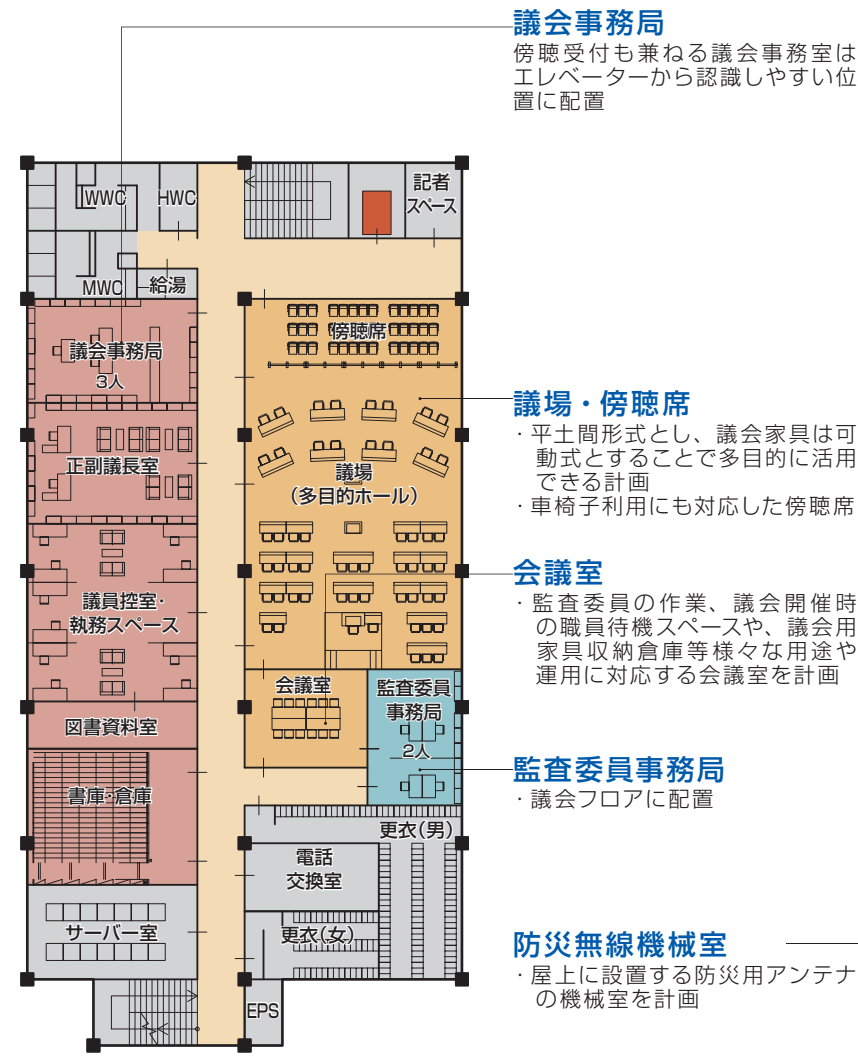 議会事務局
傍聴受付も兼ねる議会事務室は
エレベーターから認識しやすい位
置に配置
WWC
HWC
記者
スペース
MWC
給湯
議会事務局
3人
傍聴席
正副議長室
議場
（多目的ホール）
議員控室・
執務スペース
会議室
監査委員
事務局
2人
図書資料室
書庫・倉庫
更衣（男）
電話
交換室
サーバー室
更衣（女）
EPS
議場・傍聴席
・平土間形式とし、議会家具は可
動式とすることで多目的に活用
できる計画
・車椅子利用にも対応した傍聴席
会議室
・監査委員の作業、議会開催時
の職員待機スペースや、議会用
家具収納倉庫等様々な用途や
運用に対応する会議室を計画
監査委員事務局
・議会フロアに配置
防災無線機械室
・屋上に設置する防災用アンテナ
の機械室を計画